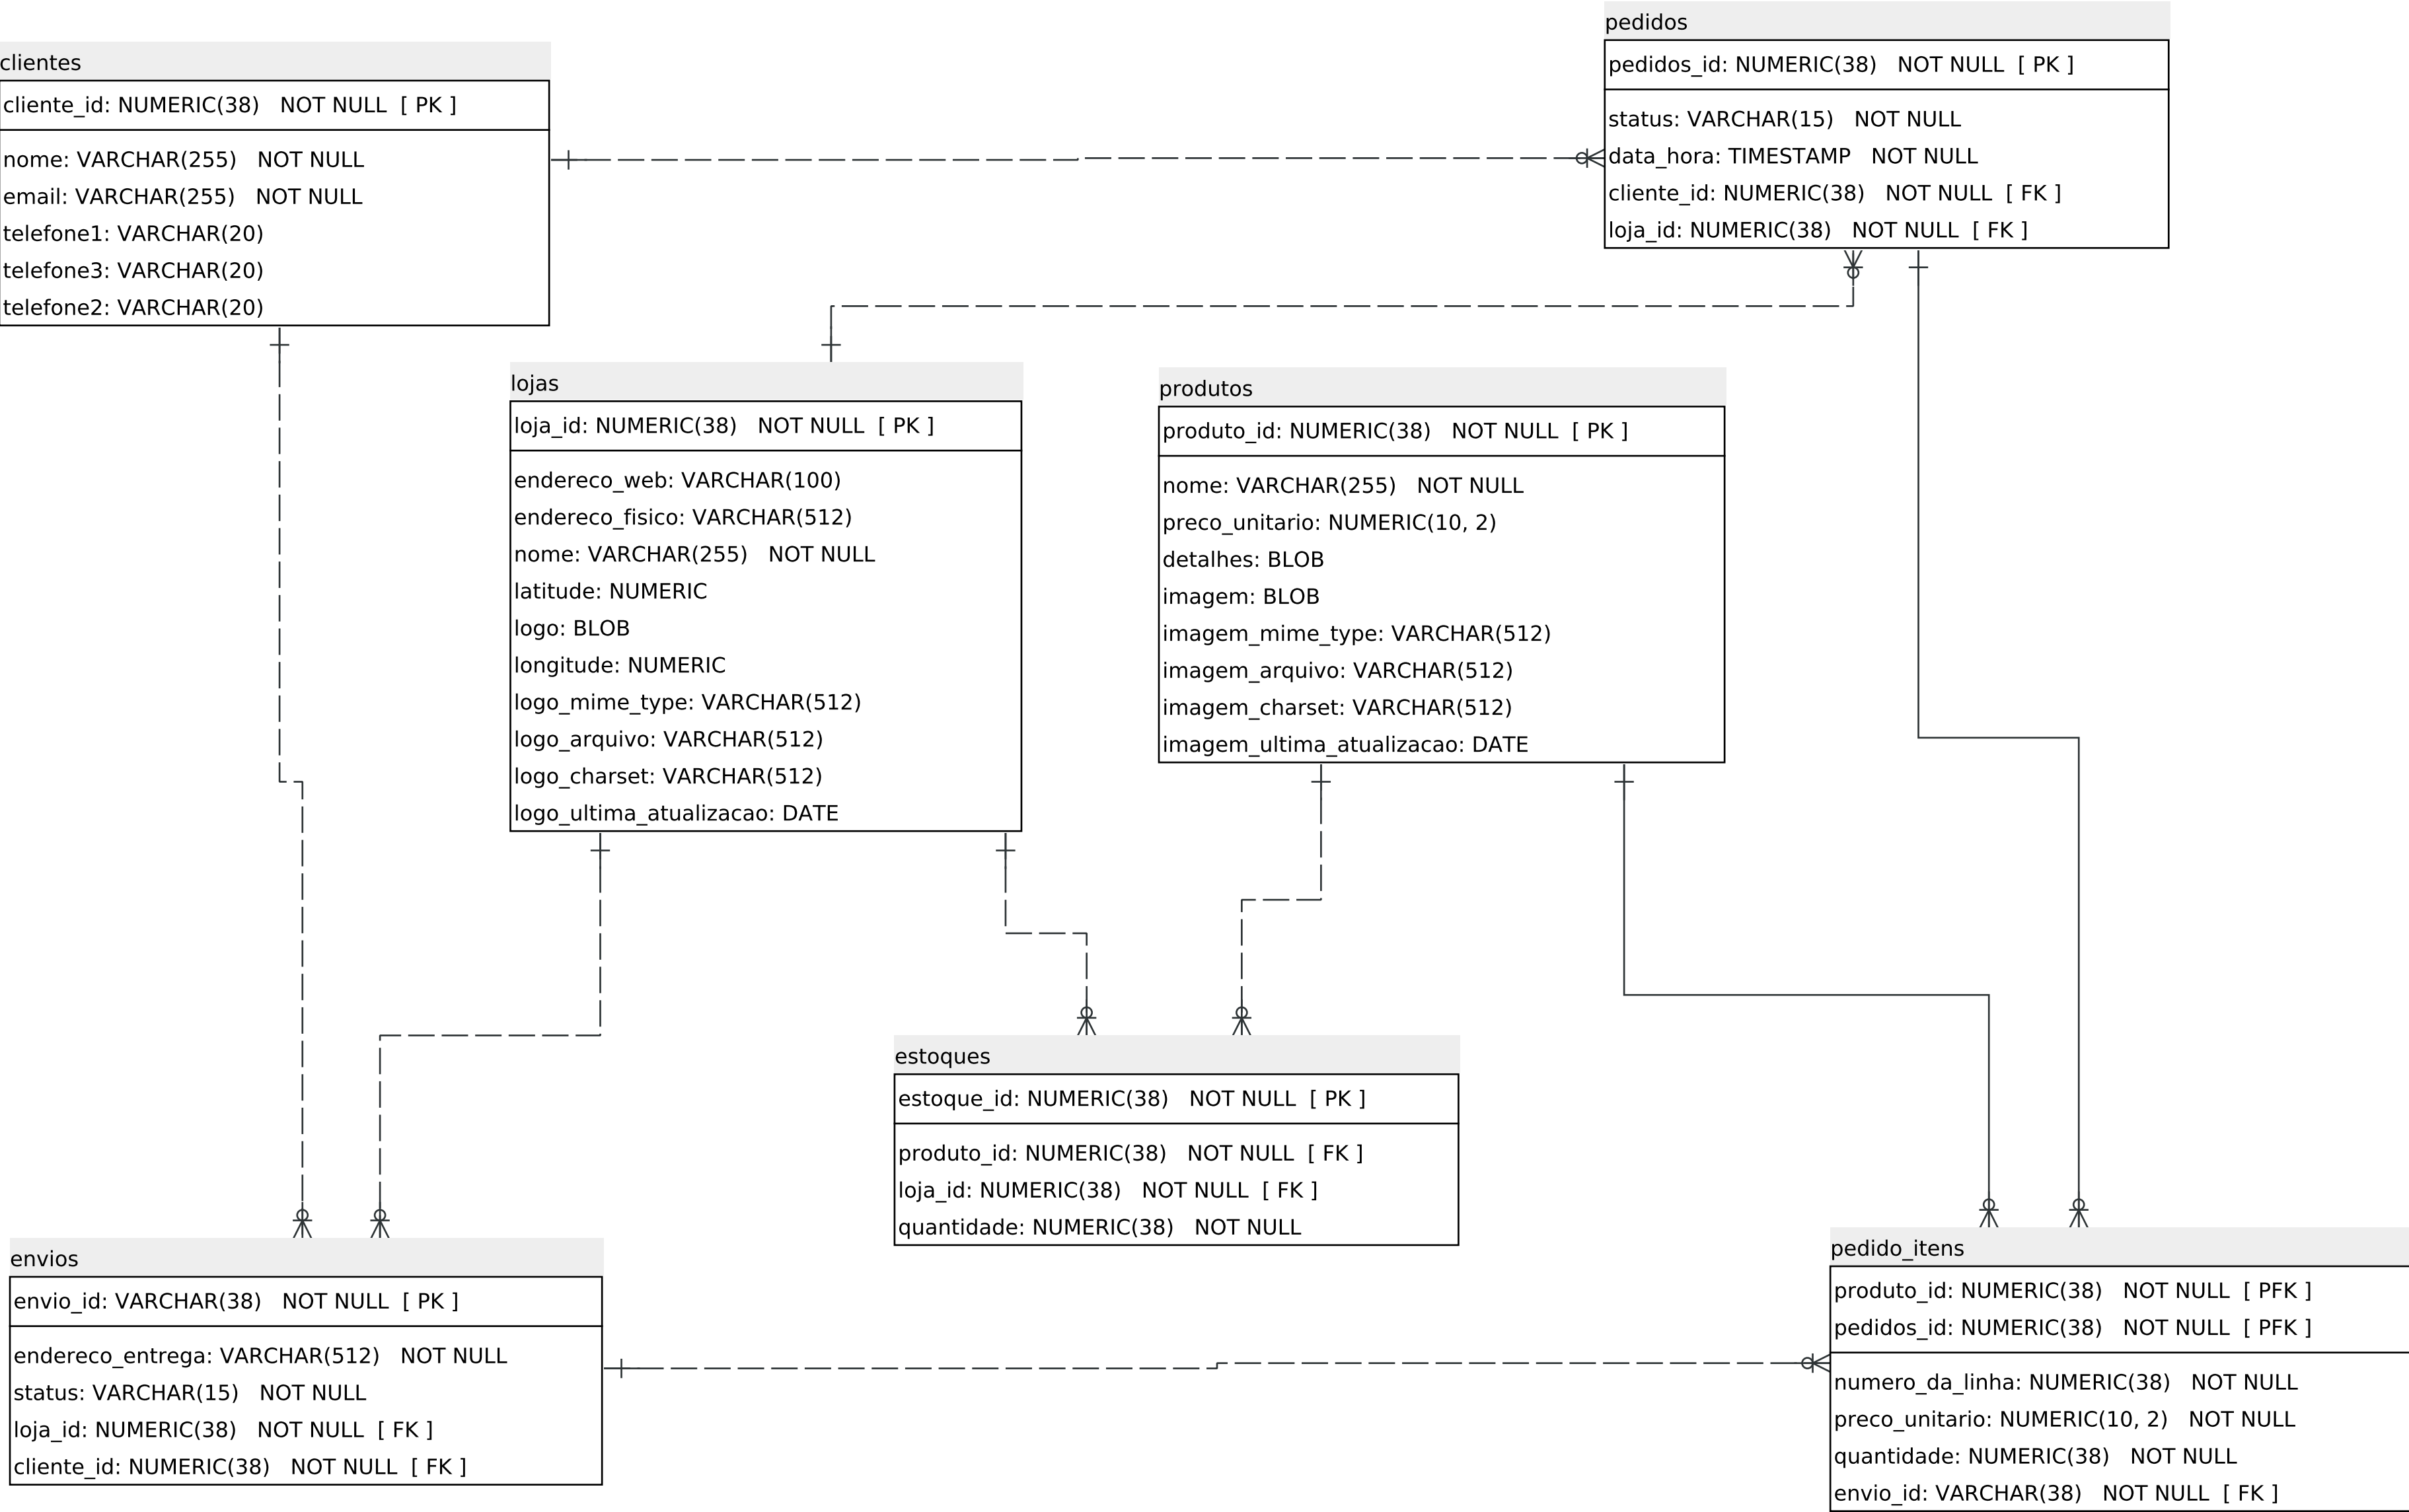 clientes
cliente_id: NUMERIC(38) NOT NULL [ PK ]
nome: VARCHAR(255) NOT NULL
email: VARCHAR(255) NOT NULL
telefone1: VARCHAR(20)
telefone3: VARCHAR(20)
telefone2: VARCHAR(20)
pedidos
pedidos_id: NUMERIC(38) NOT NULL [ PK ]
status: VARCHAR(15) NOT NULL
data_hora: TIMESTAMP NOT NULL
cliente_id: NUMERIC(38) NOT NULL [ FK ]
loja_id: NUMERIC(38) NOT NULL [ FK ]
lojas
loja_id: NUMERIC(38) NOT NULL [ PK ]
endereco_web: VARCHAR(100)
endereco_fisico: VARCHAR(512)
nome: VARCHAR(255) NOT NULL
latitude: NUMERIC
logo: BLOB
longitude: NUMERIC
logo_mime_type: VARCHAR(512)
logo_arquivo: VARCHAR(512)
logo_charset: VARCHAR(512)
logo_ultima_atualizacao: DATE
produtos
produto_id: NUMERIC(38) NOT NULL [ PK ]
nome: VARCHAR(255) NOT NULL
preco_unitario: NUMERIC(10, 2)
detalhes: BLOB
imagem: BLOB
imagem_mime_type: VARCHAR(512)
imagem_arquivo: VARCHAR(512)
imagem_charset: VARCHAR(512)
imagem_ultima_atualizacao: DATE
estoques
estoque_id: NUMERIC(38) NOT NULL [ PK ]
produto_id: NUMERIC(38) NOT NULL [ FK ]
loja_id: NUMERIC(38) NOT NULL [ FK ]
quantidade: NUMERIC(38) NOT NULL
envios
envio_id: VARCHAR(38) NOT NULL [ PK ]
endereco_entrega: VARCHAR(512) NOT NULL
status: VARCHAR(15) NOT NULL
loja_id: NUMERIC(38) NOT NULL [ FK ]
cliente_id: NUMERIC(38) NOT NULL [ FK ]
pedido_itens
produto_id: NUMERIC(38) NOT NULL [ PFK ]
pedidos_id: NUMERIC(38) NOT NULL [ PFK ]
numero_da_linha: NUMERIC(38) NOT NULL
preco_unitario: NUMERIC(10, 2) NOT NULL
quantidade: NUMERIC(38) NOT NULL
envio_id: VARCHAR(38) NOT NULL [ FK ]